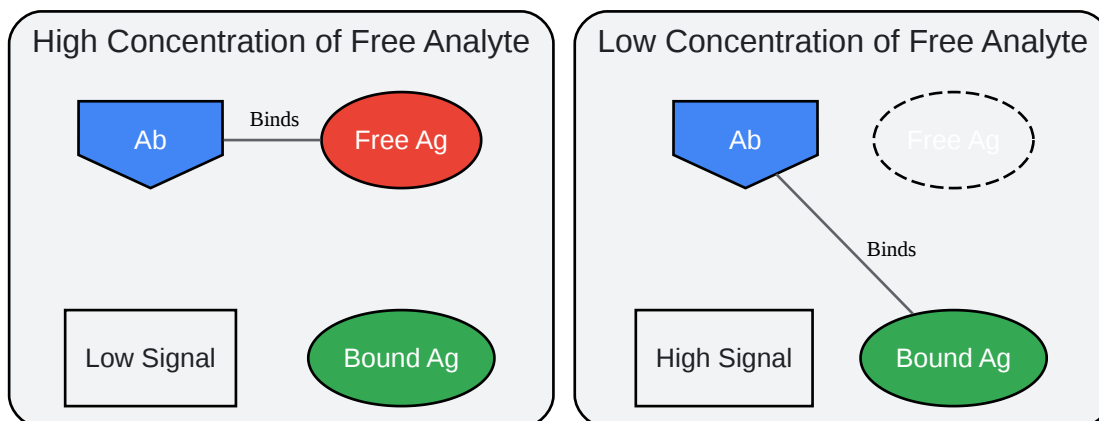 High Concentration of Free Analyte
Ab
Binds
Free Ag
Low Signal
Bound Ag
Low Concentration of Free Analyte
Ab
Free Ag
Binds
High Signal
Bound Ag